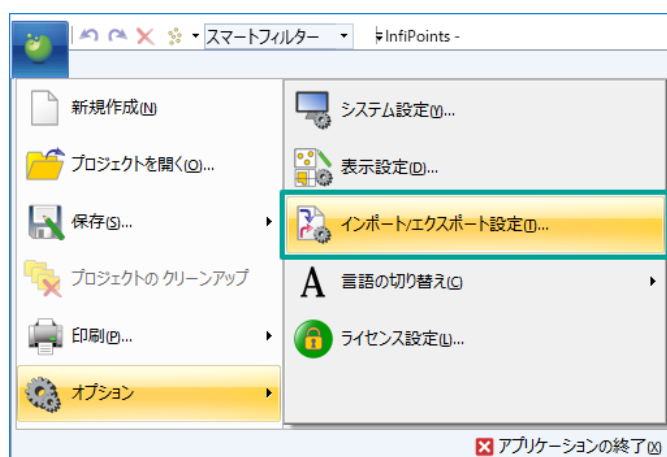 スマートフィルター InfiPoints -
新規作成(N)
プロジェクトを開く(O)...
保存(S)...
プロジェクトの クリーンアップ
印刷(P)...
オプション
システム設定(Y)...
表示設定(D)...
インポート/エクスポート設定(I)...
A 言語の切り替え(C)
ライセンス設定(L)...
アプリケーションの終了(X)